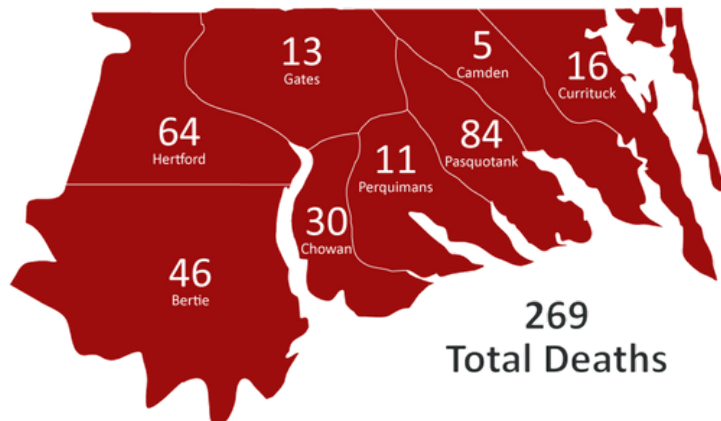 13
Gates
5
Camden
16
Currituck
64
Hertford
84
Pasquotank
11
Perquimans
30
Chowan
46
Bertie
269
Total Deaths